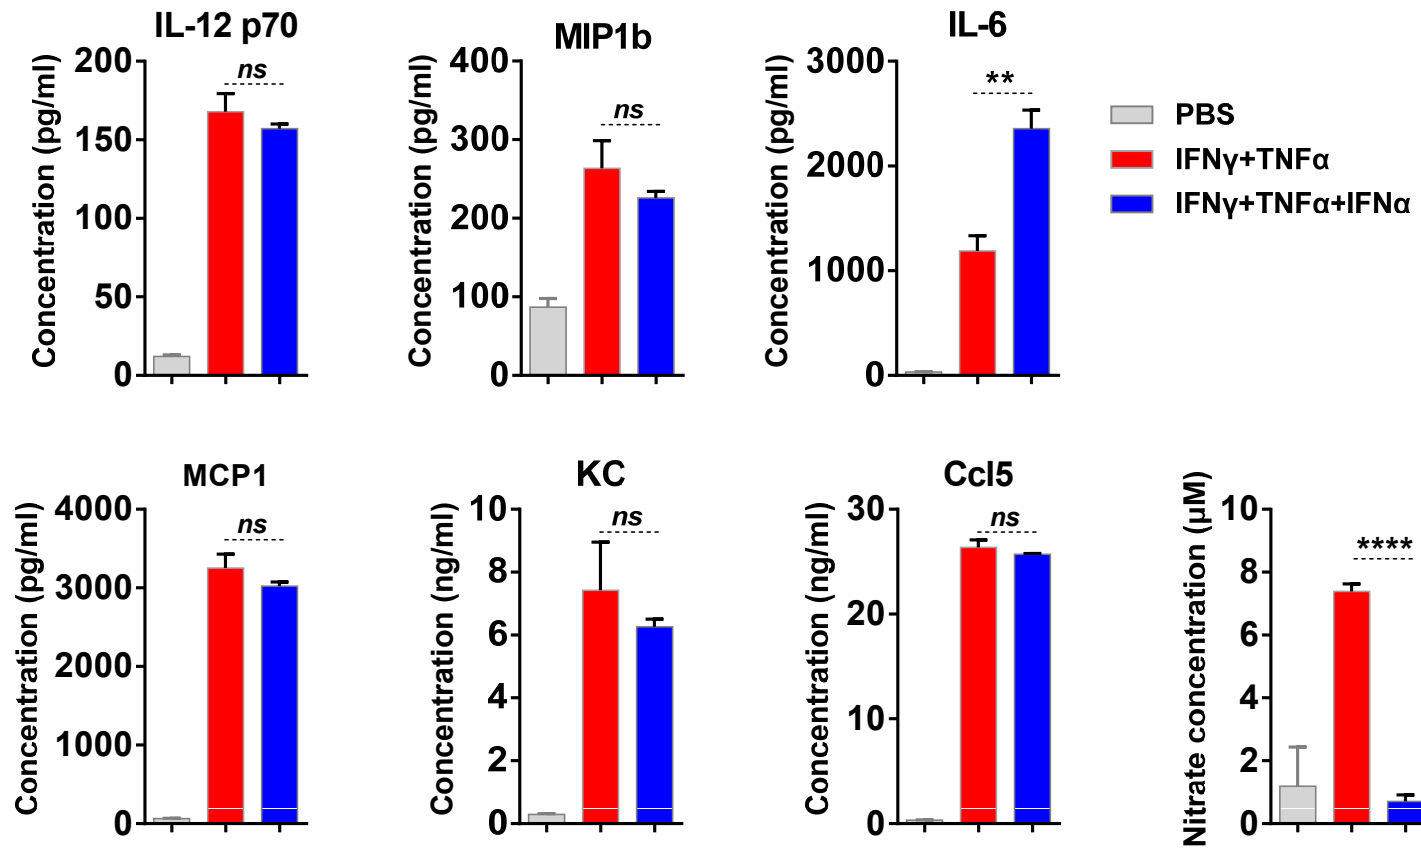 IL-12 p70
Concentration (pg/ml)
200
150
100
50
0
ns
MIP1b
Concentration (pg/ml)
400
300
200
100
0
ns
IL-6
Concentration (pg/ml)
3000
2000
1000
0
**
PBS
IFNγ+TNFα
IFNγ+TNFα+IFNα
MCP1
Concentration (pg/ml)
4000
3000
2000
1000
0
ns
KC
Concentration (ng/ml)
10
8
6
4
2
0
ns
Ccl5
Concentration (ng/ml)
30
20
10
0
ns
Nitrate concentration (µM)
10
8
6
4
2
0
****